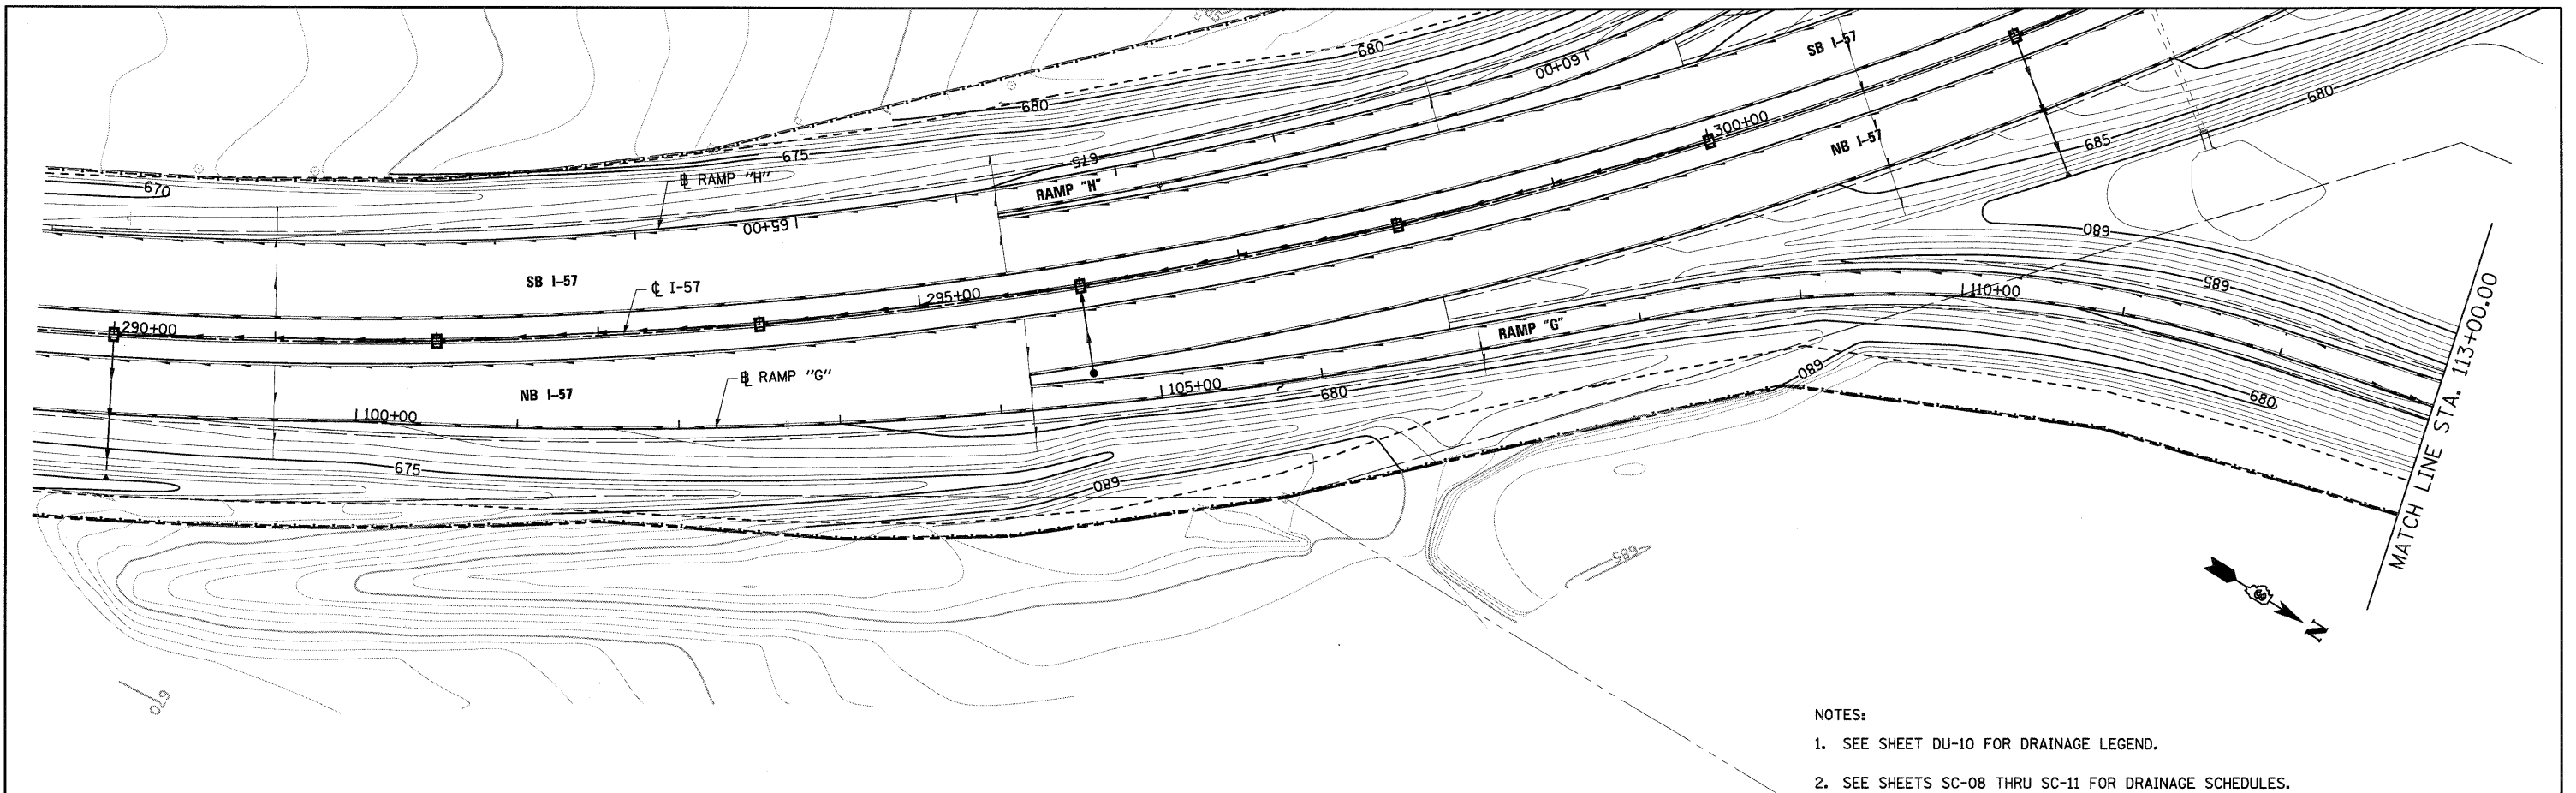 680
SB I-57
160+00
680
680
300+00
NB I-57
685
675
675
670
℄ RAMP "H"
RAMP "H"
165+00
680
685
SB I-57
℄ I-57
295+00
110+00
290+00
RAMP "G"
℄ RAMP "G"
NB I-57
105+00
680
680
680
100+00
675
680
MATCH LINE STA. 113+00.00
685
N
670
NOTES:
1. SEE SHEET DU-10 FOR DRAINAGE LEGEND.
2. SEE SHEETS SC-08 THRU SC-11 FOR DRAINAGE SCHEDULES.